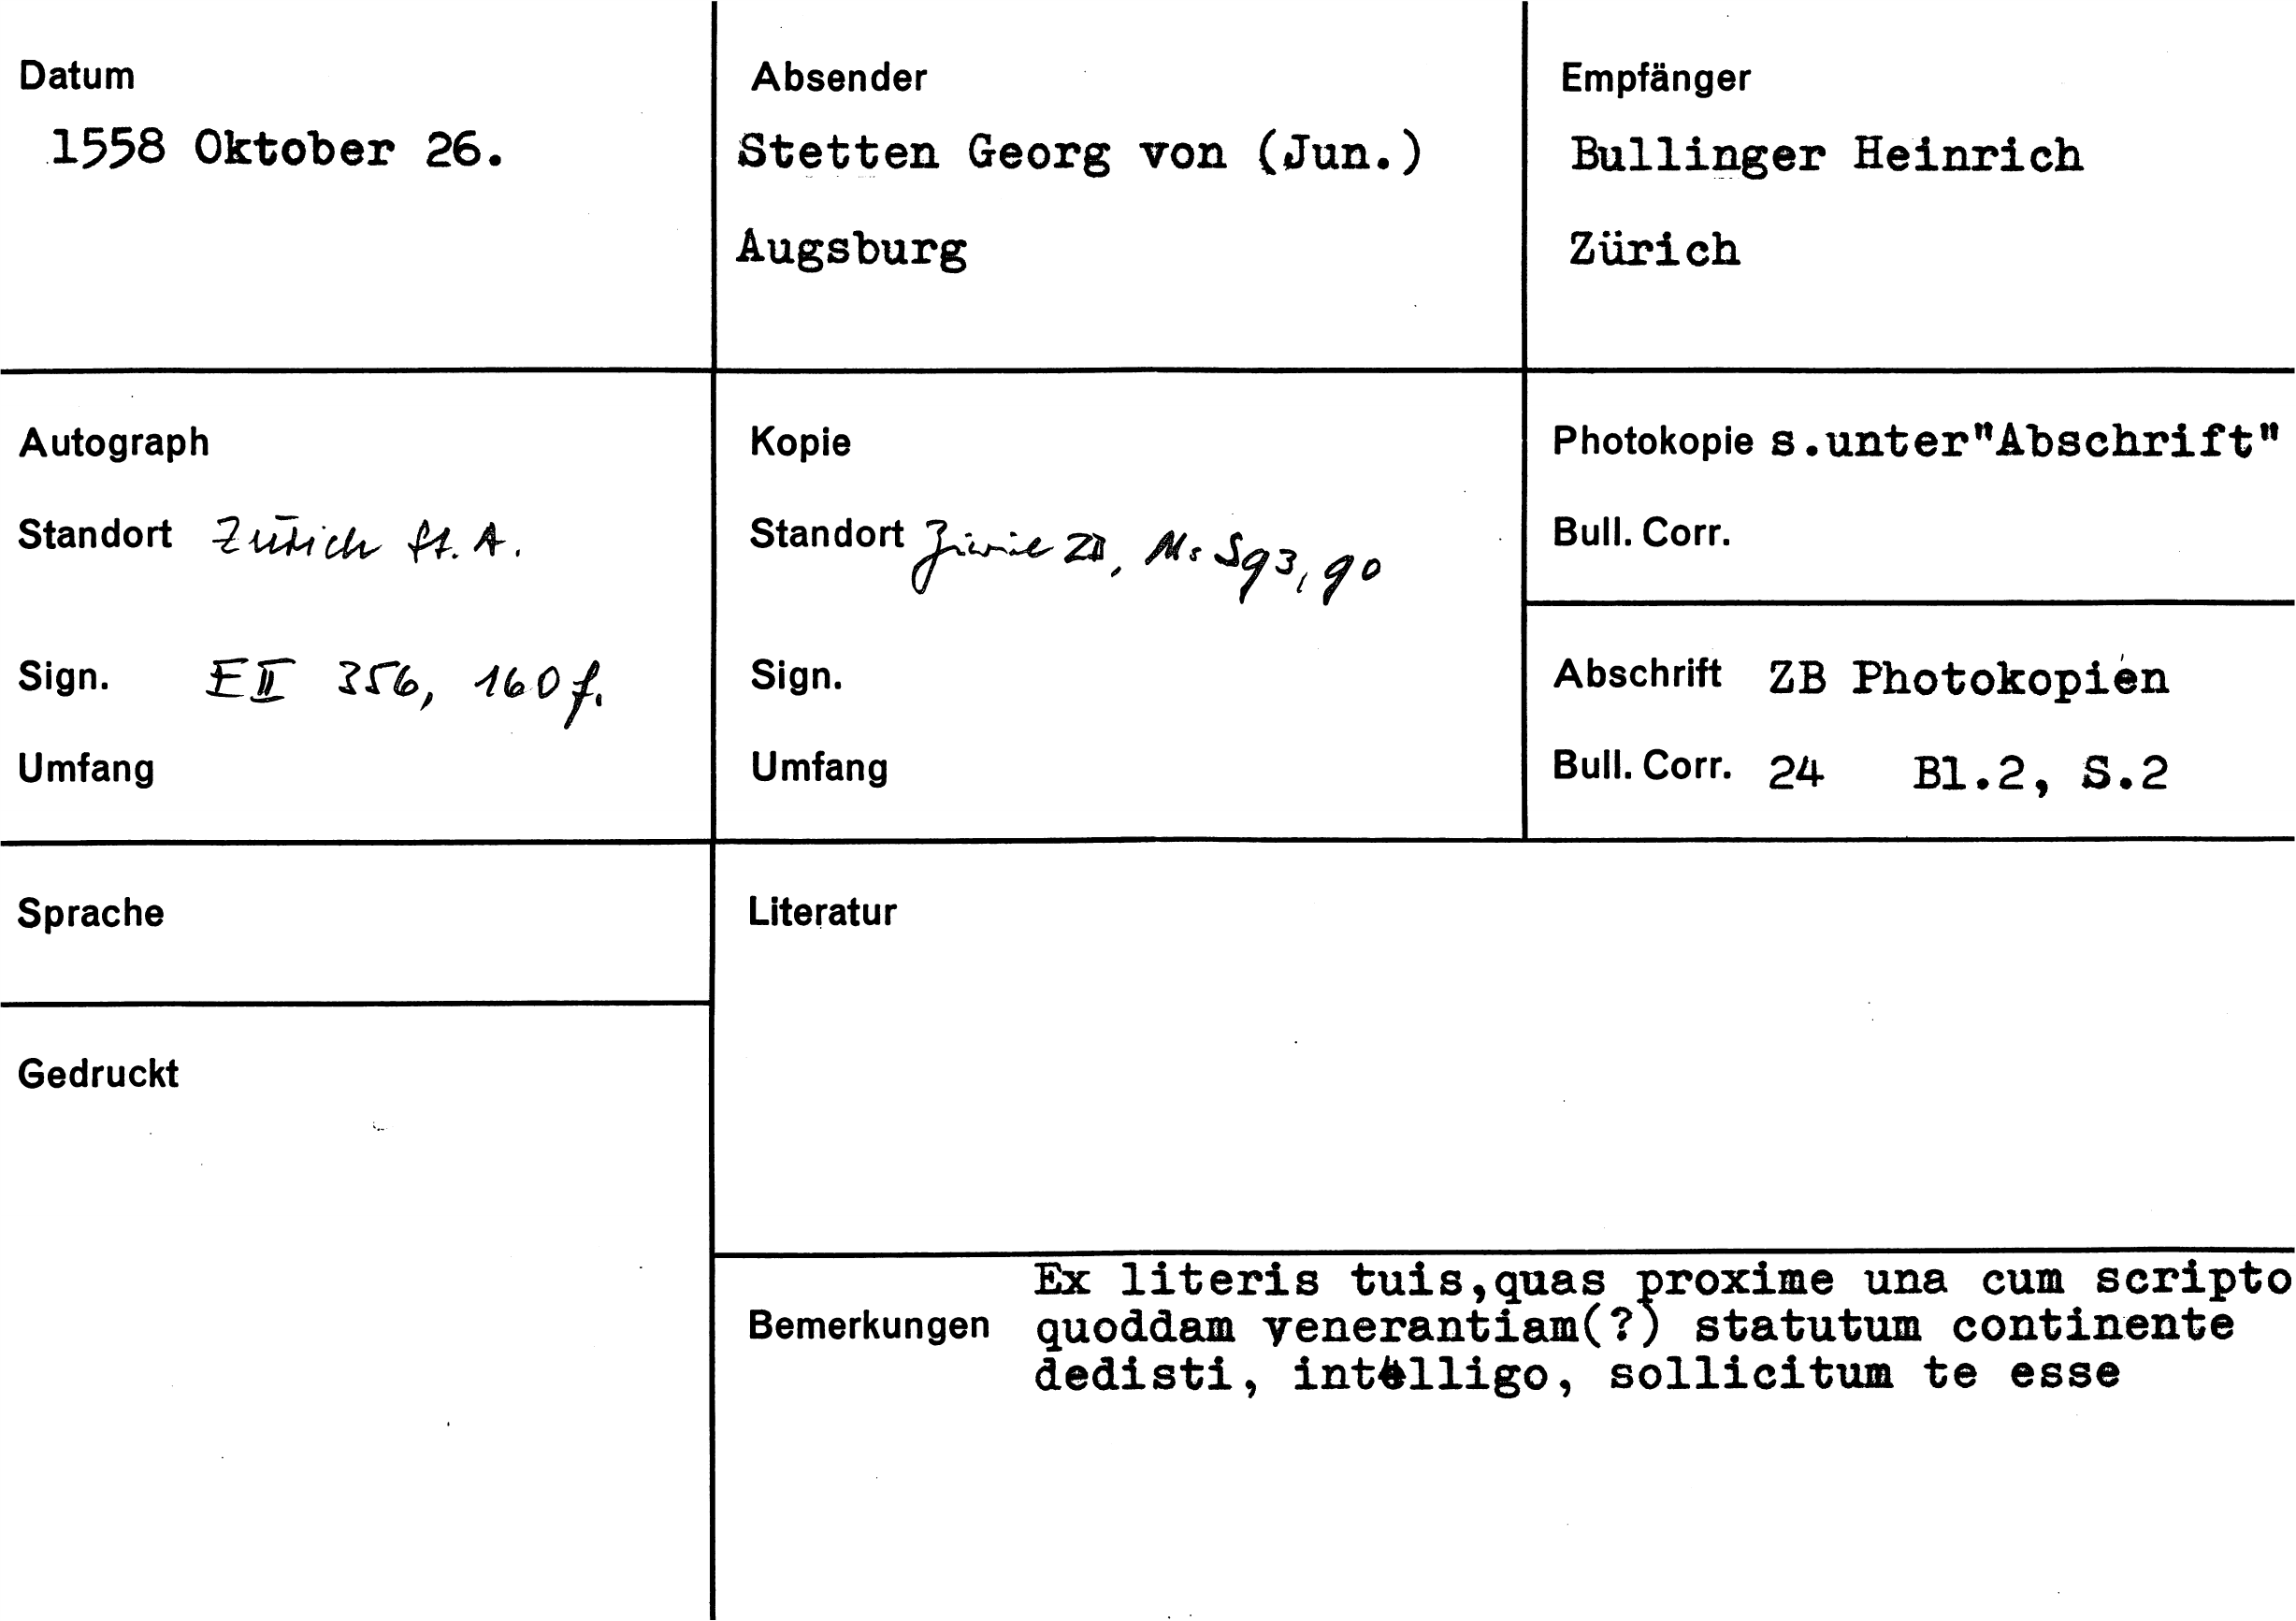 Datum
1558 Oktober 26.
Absender
Stetten Georg von (Jun.)
Augsburg
Empfänger
Bullinger Heinrich
Zürich
Autograph
Standort Zürich St. A.
Sign. E II 356, 160 f.
Umfang
Kopie
Standort Zürich ZB, Ms S 93, 90
Sign.
Umfang
Photokopie s.unter"Abschrift"
Bull. Corr.
Abschrift ZB Photokopien
Bull. Corr. 24 Bl.2, S.2
Sprache
Gedruckt
Literatur
Bemerkungen
Ex literis tuis,quas proxime una cum scripto
quoddam venerantiam(?) statutum continente
dedisti, intelligo, sollicitum te esse